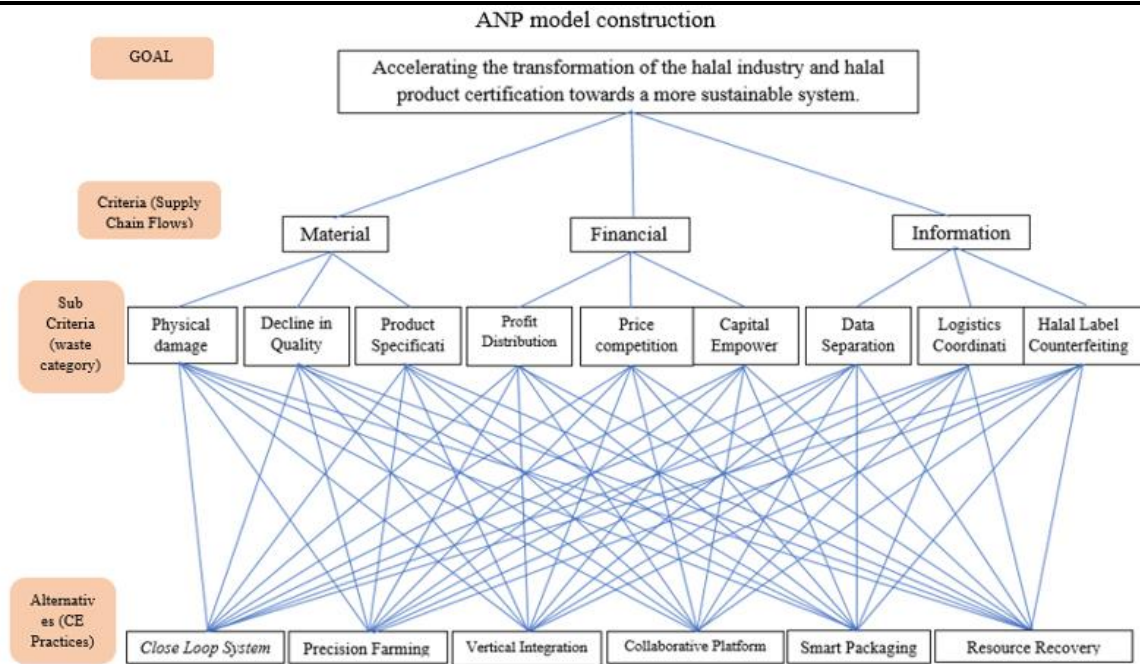 ANP model construction
GOAL
Accelerating the transformation of the halal industry and halal
product certification towards a more sustainable system.
Criteria (Supply
Chain Flows)
Material
Financial
Information
Sub
Criteria
(waste
category)
Physical
damage
Decline in
Quality
Product
Specificati
Profit
Distribution
Price
competition
Capital
Empower
Data
Separation
Logistics
Coordinati
Halal Label
Counterfeiting
Alternativ
es (CE
Practices)
Close Loop System
Precision Farming
Vertical Integration
Collaborative Platform
Smart Packaging
Resource Recovery